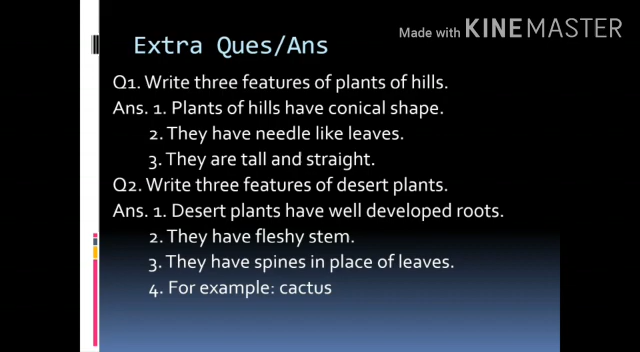 Made with KINEMASTER
Extra Ques/Ans
Q1. Write three features of plants of hills.
Ans. 1. Plants of hills have conical shape.
2. They have needle like leaves.
3. They are tall and straight.
Q2. Write three features of desert plants.
Ans. 1. Desert plants have well developed roots.
2. They have fleshy stem.
3. They have spines in place of leaves.
4. For example: cactus